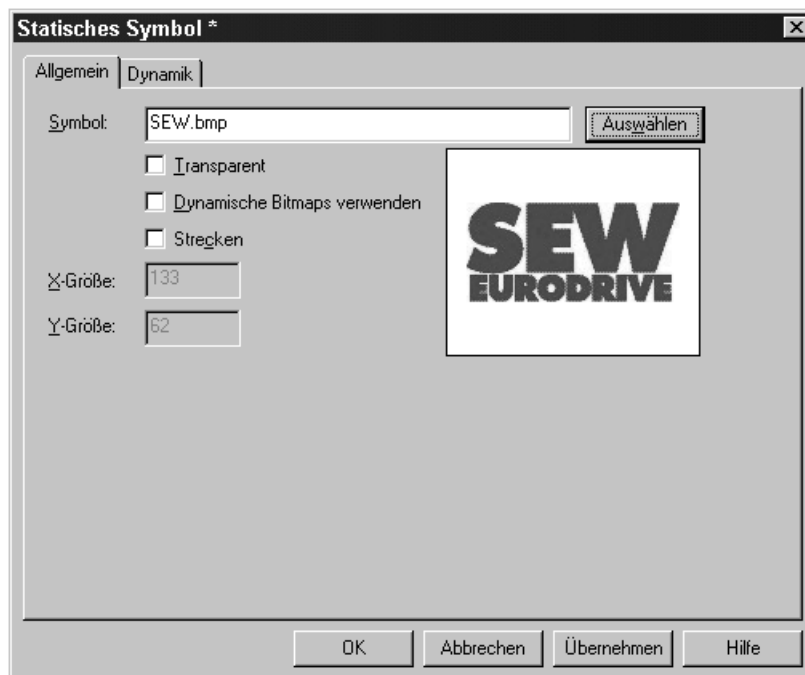 Statisches Symbol *
Allgemein Dynamik
Symbol: SEW.bmp Auswählen
Transparent
Dynamische Bitmaps verwenden
Strecken
X-Größe: 133
Y-Größe: 62
SEW
EURODRIVE
OK Abbrechen Übernehmen Hilfe